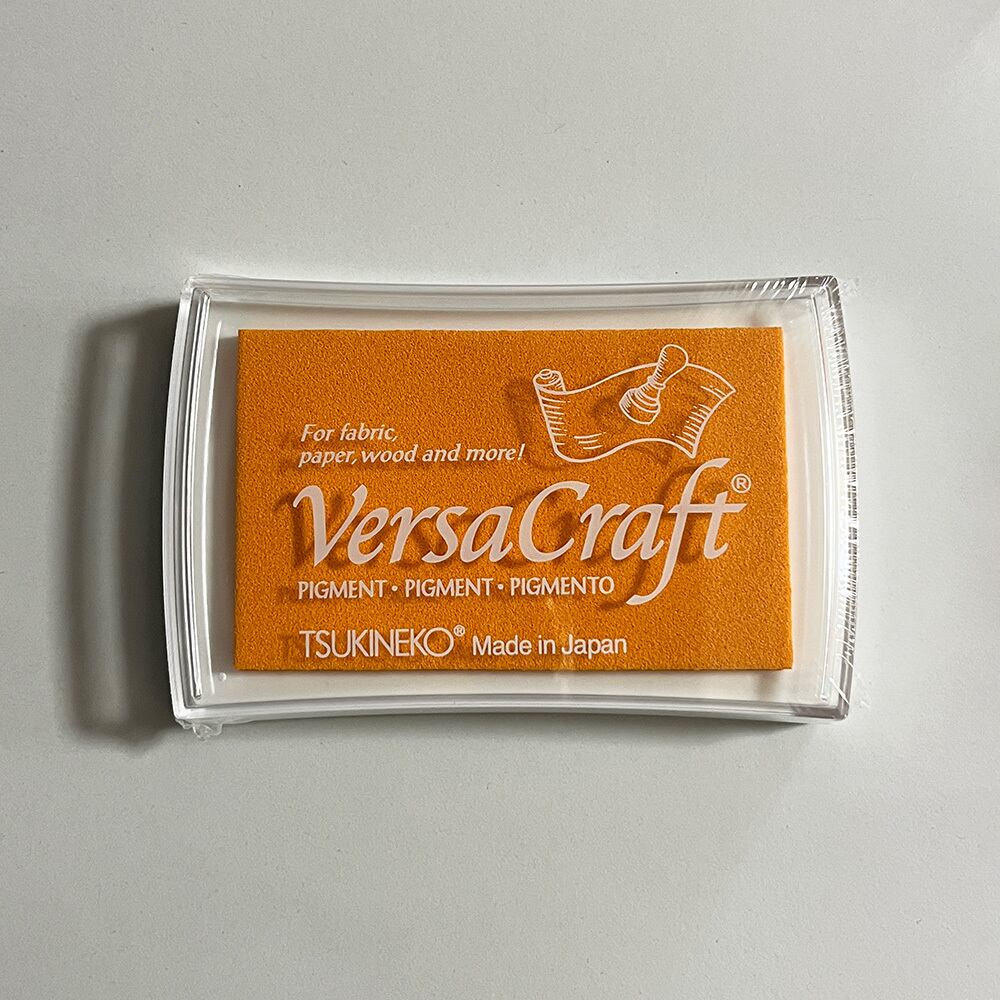 For fabric,
paper, wood and more!
VersaCraft®
PIGMENT • PIGMENT • PIGMENTO
TSUKINEKO® Made in Japan